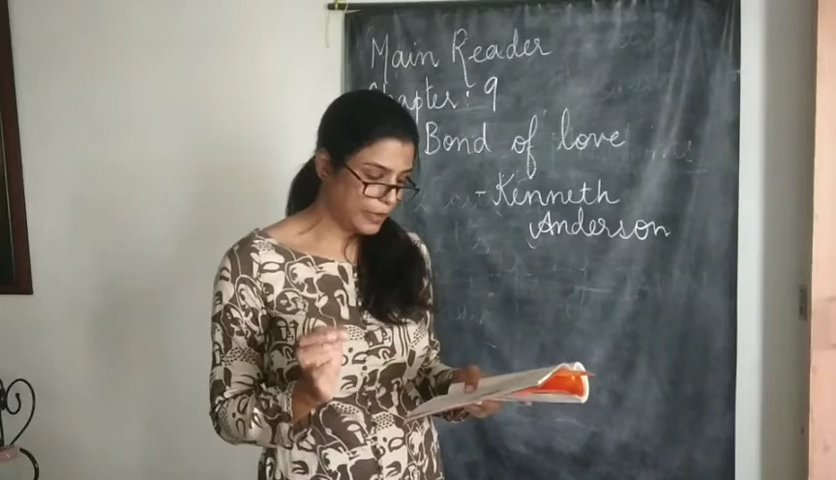 Main Reader
Chapter: 9
Bond of love
- Kenneth
Anderson